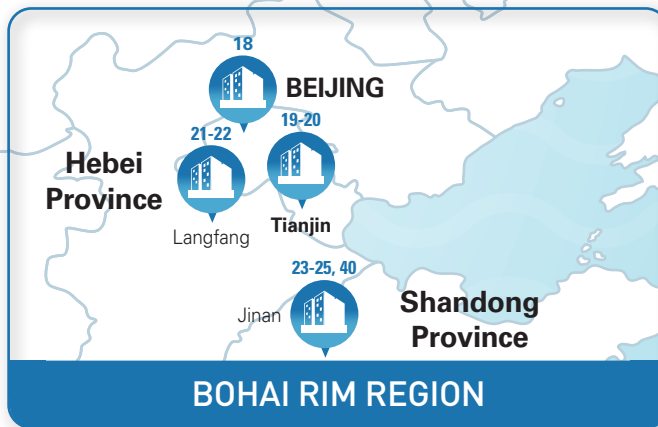 18
BEIJING
19-20
21-22
Hebei
Province
Tianjin
Langfang
23-25, 40
Jinan
Shandong
Province
BOHAI RIM REGION